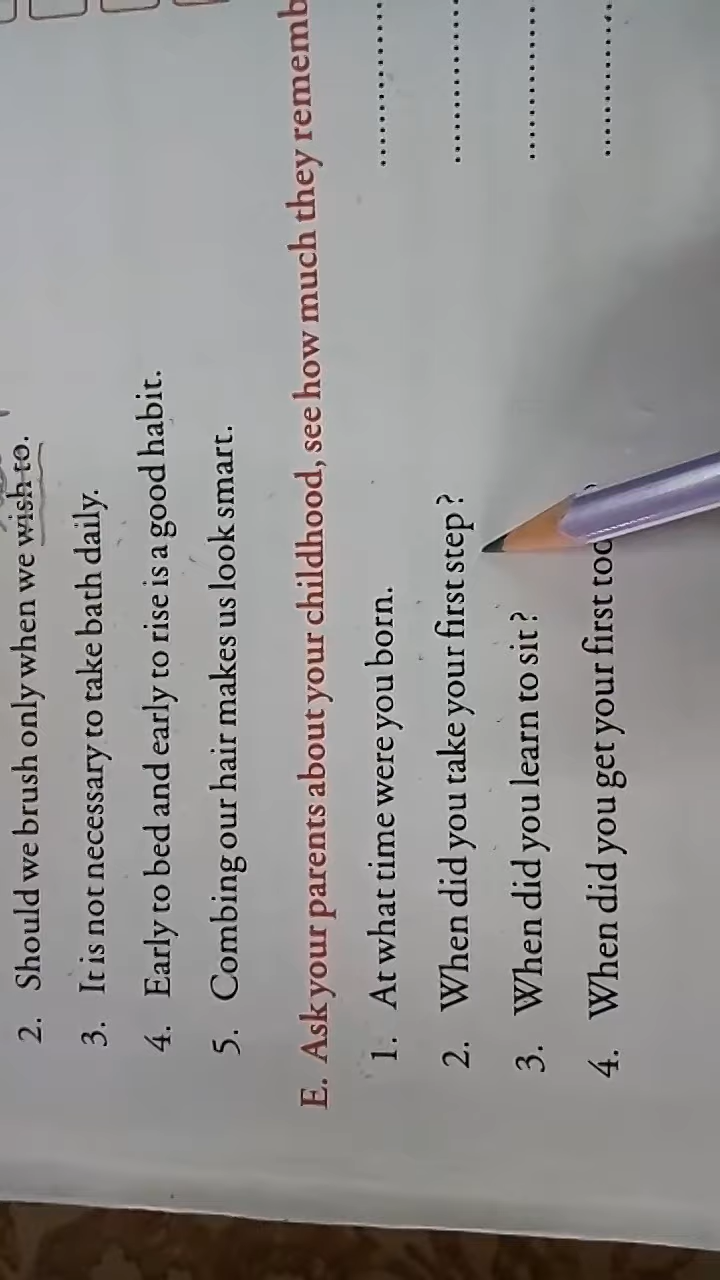 2. Should we brush only when we wish to.
3. It is not necessary to take bath daily.
4. Early to bed and early to rise is a good habit.
5. Combing our hair makes us look smart.
E. Ask your parents about your childhood, see how much they rememb
1. At what time were you born. ................
2. When did you take your first step? ................
3. When did you learn to sit? ................
4. When did you get your first too ................